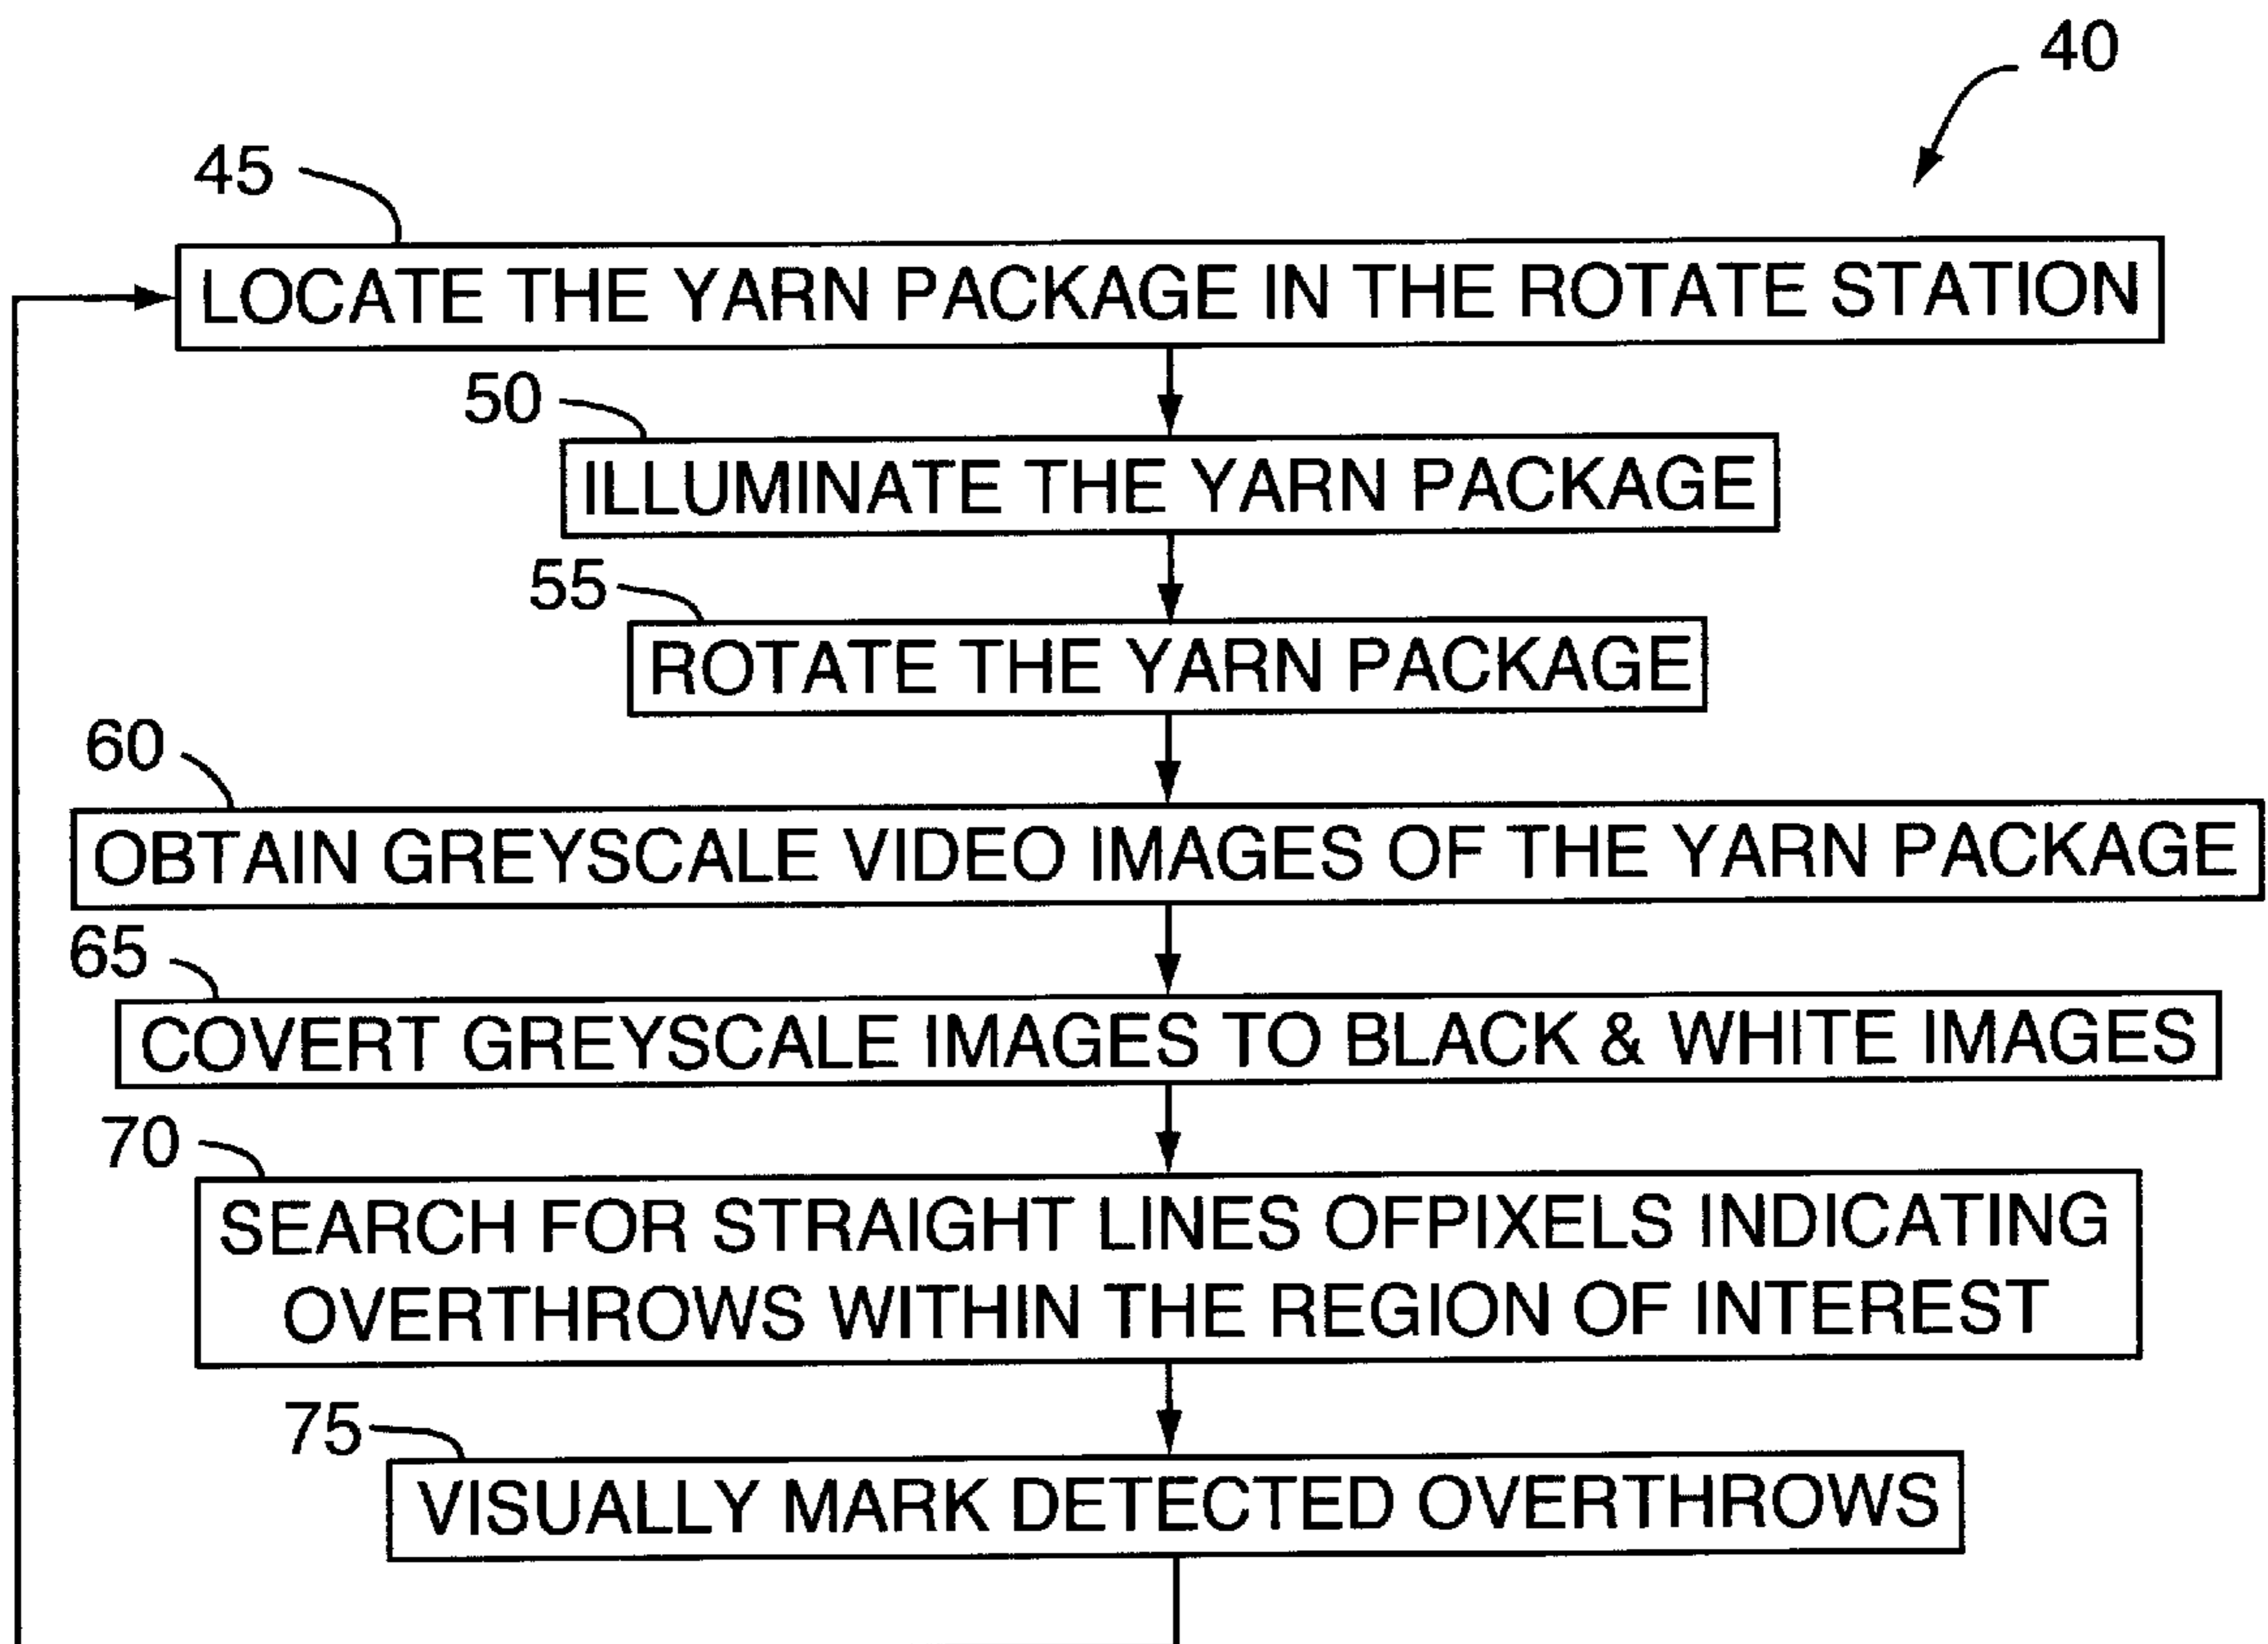 40
45
LOCATE THE YARN PACKAGE IN THE ROTATE STATION
50
ILLUMINATE THE YARN PACKAGE
55
ROTATE THE YARN PACKAGE
60
OBTAIN GREYSCALE VIDEO IMAGES OF THE YARN PACKAGE
65
COVERT GREYSCALE IMAGES TO BLACK & WHITE IMAGES
70
SEARCH FOR STRAIGHT LINES OFPIXELS INDICATING
OVERTHROWS WITHIN THE REGION OF INTEREST
75
VISUALLY MARK DETECTED OVERTHROWS